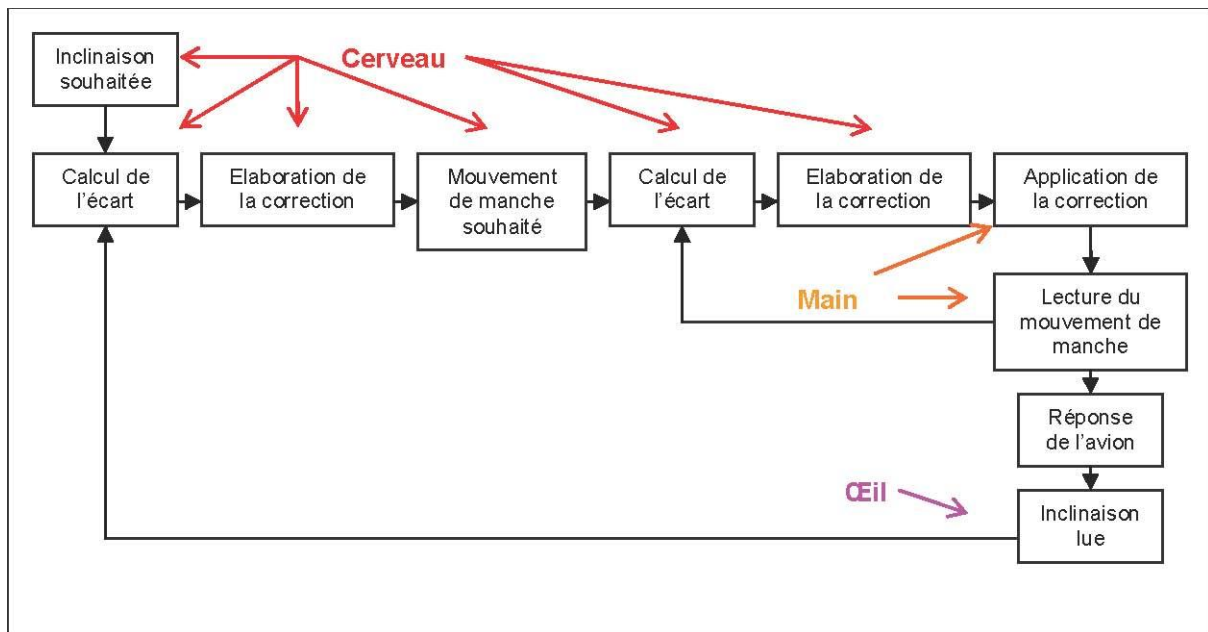 Inclinaison
souhaitée
Cerveau
Calcul de
l'écart
Elaboration de
la correction
Mouvement
de manche
souhaité
Calcul de
l'écart
Elaboration de
la correction
Application de
la correction
Main
Lecture du
mouvement de
manche
Réponse
de l'avion
Œil
Inclinaison
lue